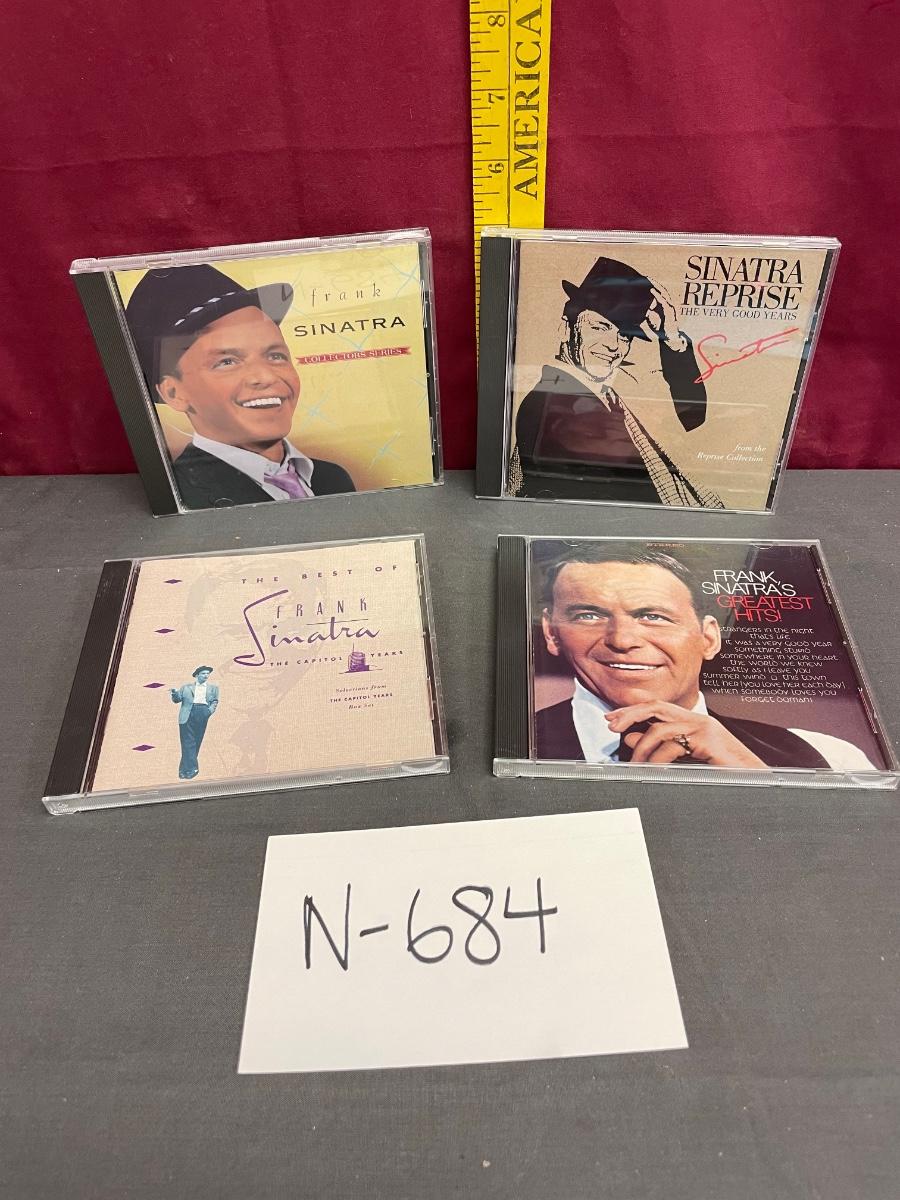 8
7
6
AMERICA
frank
SINATRA
COLLECTORS SERIES
SINATRA
REPRISE
THE VERY GOOD YEARS
Sinatra
from the
Reprise Collection
THE BEST OF
FRANK
Sinatra
THE CAPITOL YEARS
Selections from
THE CAPITOL YEARS
Box Set
STEREO
FRANK
SINATRA'S
GREATEST
HITS!
STRANGERS IN THE NIGHT
THAT'S LIFE
IT WAS A VERY GOOD YEAR
SOMETHING STUPID
SOMEWHERE IN YOUR HEART
THE WORLD WE KNEW
SOFTLY AS I LEAVE YOU
SUMMER WIND THIS TOWN
TELL HER (YOU LOVE HER EACH DAY)
WHEN SOMEBODY LOVES YOU
FORGET DOMANI
N-684